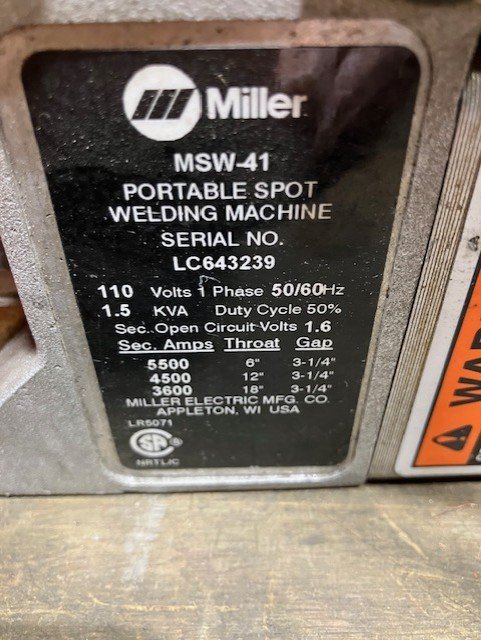 Miller
MSW-41
PORTABLE SPOT
WELDING MACHINE
SERIAL NO.
LC643239
110 Volts 1 Phase 50/60Hz
1.5 KVA Duty Cycle 50%
Sec. Open Circuit Volts 1.6
Sec. Amps Throat Gap
5500 6" 3-1/4"
4500 12" 3-1/4"
3600 18" 3-1/4"
MILLER ELECTRIC MFG. CO.
APPLETON, WI USA
LR5071
NRTL/C